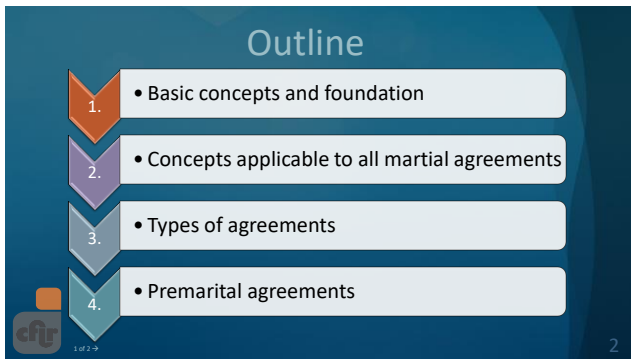 Outline
1.
• Basic concepts and foundation
2.
• Concepts applicable to all martial agreements
3.
• Types of agreements
4.
• Premarital agreements
cfir
1 of 2 →
2